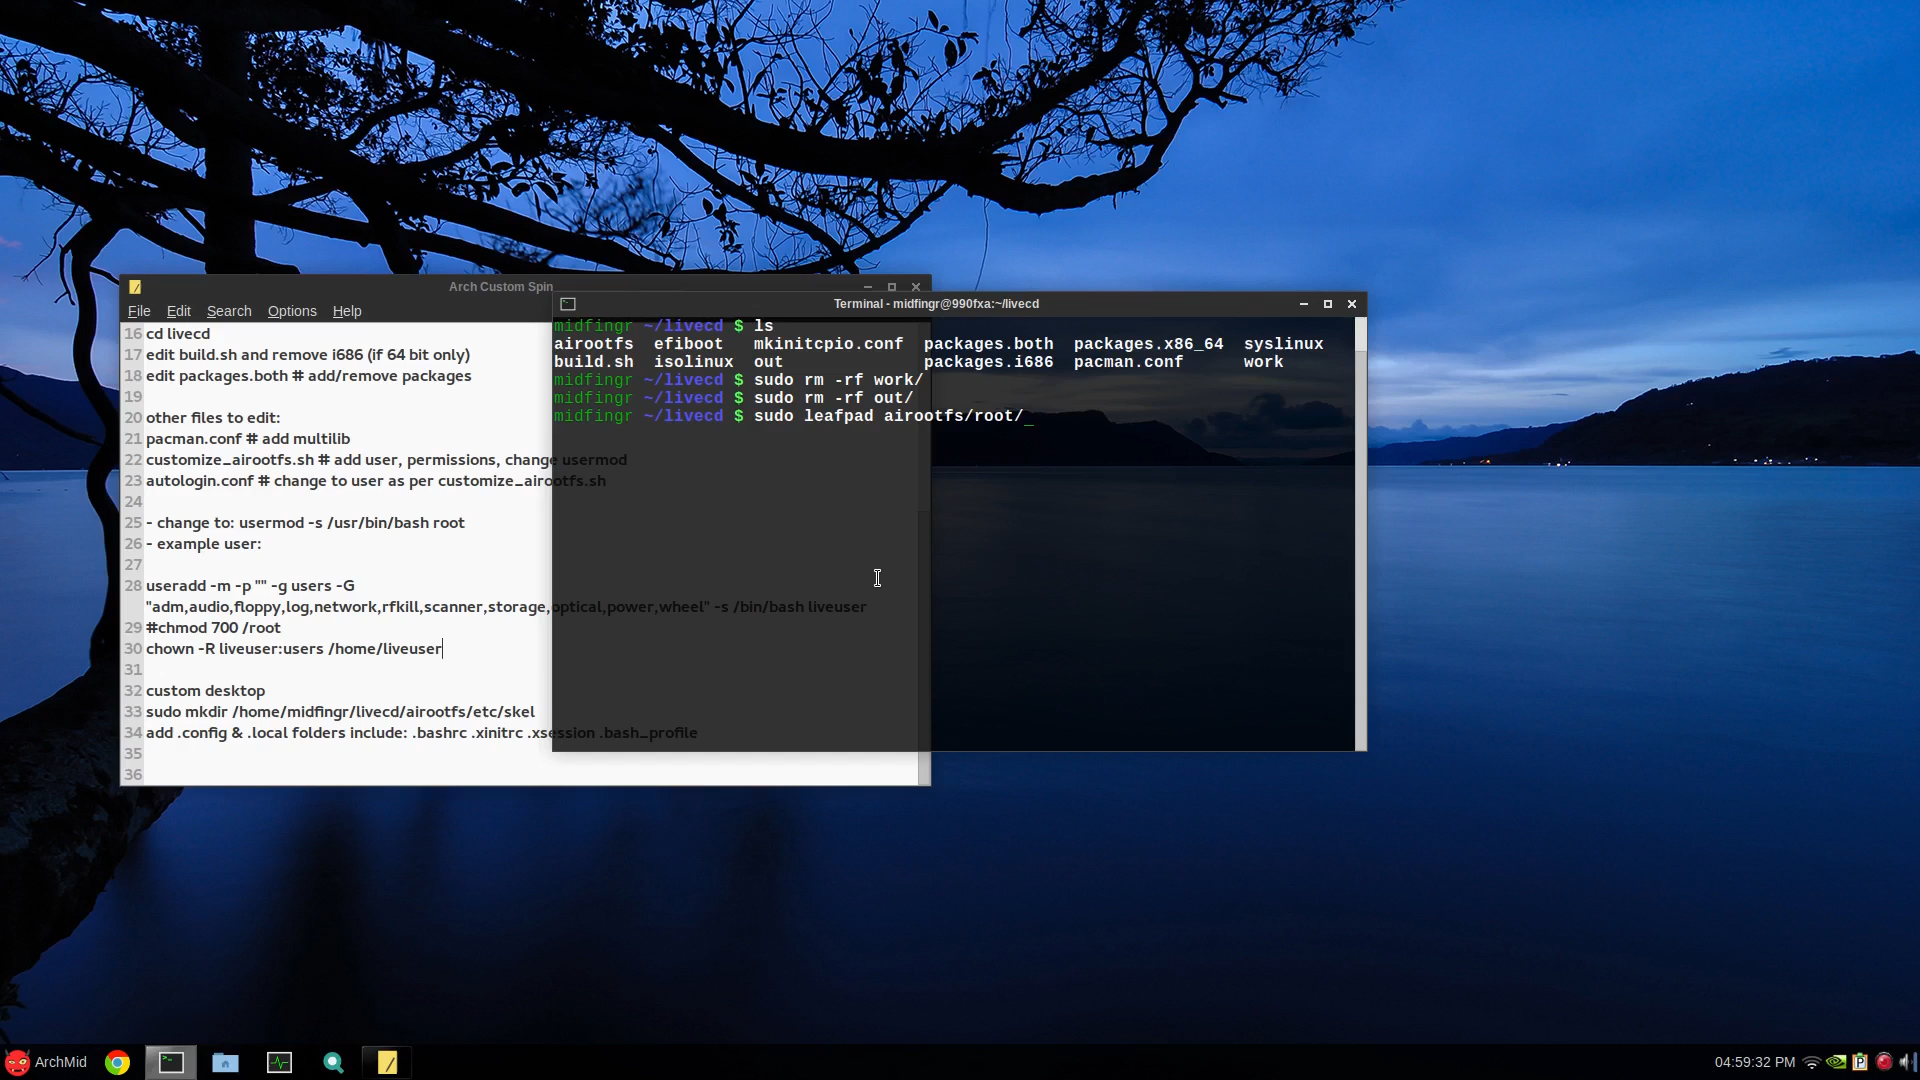 Arch Custom Spin
File Edit Search Options Help
16 cd livecd
17 edit build.sh and remove i686 (if 64 bit only)
18 edit packages.both # add/remove packages
19
20 other files to edit:
21 pacman.conf # add multilib
22 customize_airootfs.sh # add user, permissions, change usermod
23 autologin.conf # change to user as per customize_airootfs.sh
24
25 - change to: usermod -s /usr/bin/bash root
26 - example user:
27
28 useradd -m -p "" -g users -G
"adm,audio,floppy,log,network,rfkill,scanner,storage,optical,power,wheel" -s /bin/bash liveuser
29 #chmod 700 /root
30 chown -R liveuser:users /home/liveuser
31
32 custom desktop
33 sudo mkdir /home/midfingr/livecd/airootfs/etc/skel
34 add .config & .local folders include: .bashrc .xinitrc .xsession .bash_profile
35
36
Terminal - midfingr@990fxa:~/livecd
midfingr ~/livecd $ ls
airootfs efiboot mkinitcpio.conf packages.both packages.x86_64 syslinux
build.sh isolinux out packages.i686 pacman.conf work
midfingr ~/livecd $ sudo rm -rf work/
midfingr ~/livecd $ sudo rm -rf out/
midfingr ~/livecd $ sudo leafpad airootfs/root/_
ArchMid
04:59:32 PM